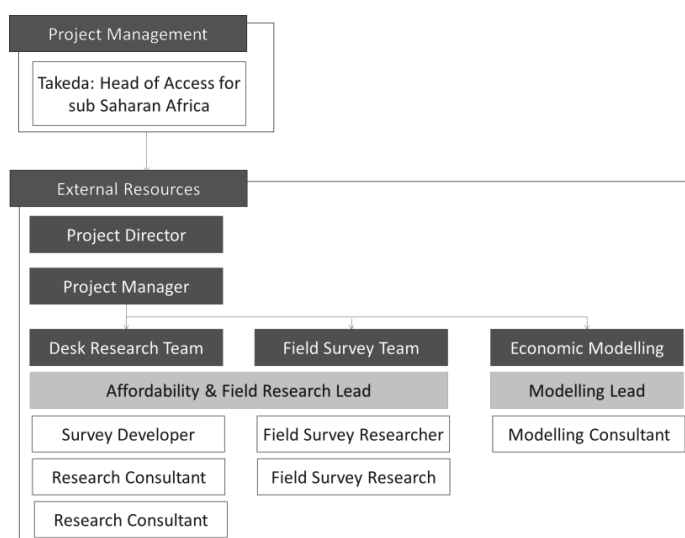 Project Management
Takeda: Head of Access for
sub Saharan Africa
External Resources
Project Director
Project Manager
Desk Research Team
Field Survey Team
Economic Modelling
Affordability & Field Research Lead
Modelling Lead
Survey Developer
Field Survey Researcher
Modelling Consultant
Research Consultant
Field Survey Research
Research Consultant